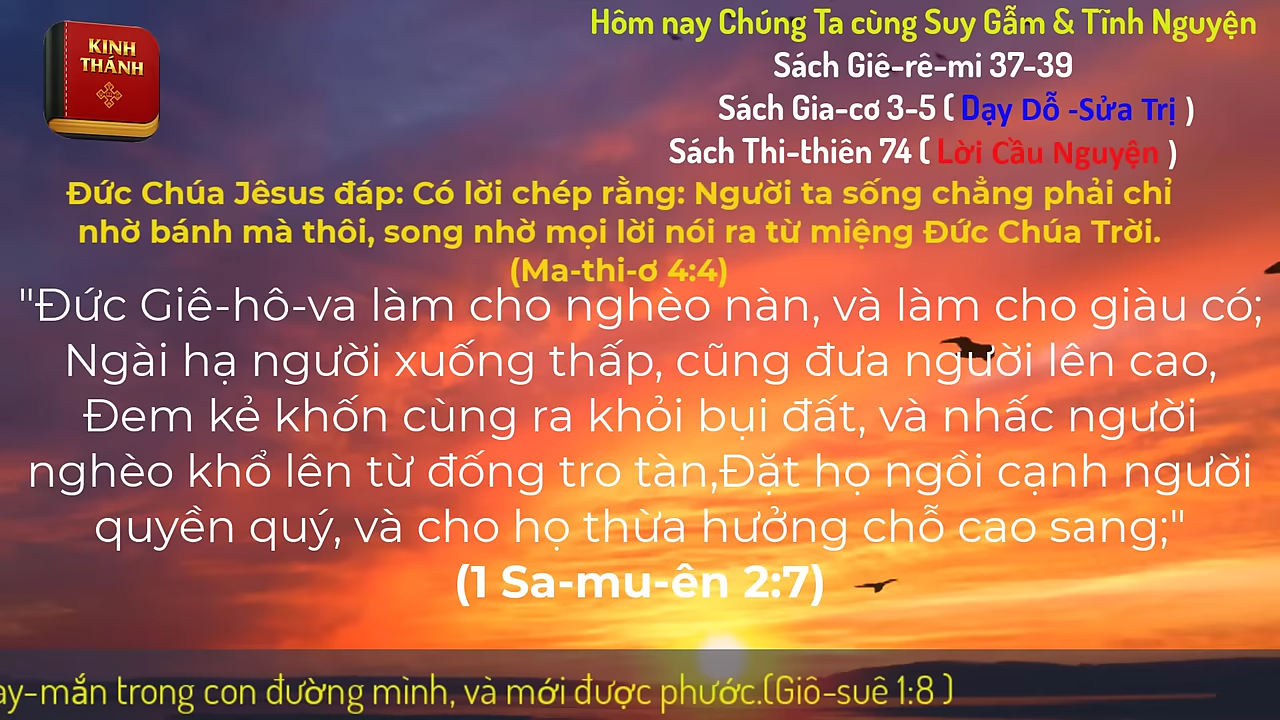 KINH
THÁNH
Hôm nay Chúng Ta cùng Suy Gẫm & Tĩnh Nguyện
Sách Giê-rê-mi 37-39
Sách Gia-cơ 3-5 ( Dạy Dỗ -Sửa Trị )
Sách Thi-thiên 74 ( Lời Cầu Nguyện )
Đức Chúa Jêsus đáp: Có lời chép rằng: Người ta sống chẳng phải chỉ
nhờ bánh mà thôi, song nhờ mọi lời nói ra từ miệng Đức Chúa Trời.
(Ma-thi-ơ 4:4)
"Đức Giê-hô-va làm cho nghèo nàn, và làm cho giàu có;
Ngài hạ người xuống thấp, cũng đưa người lên cao,
Đem kẻ khốn cùng ra khỏi bụi đất, và nhấc người
nghèo khổ lên từ đống tro tàn,Đặt họ ngồi cạnh người
quyền quý, và cho họ thừa hưởng chỗ cao sang;"
(1 Sa-mu-ên 2:7)
ay-mắn trong con đường mình, và mới được phước.(Giô-suê 1:8 )